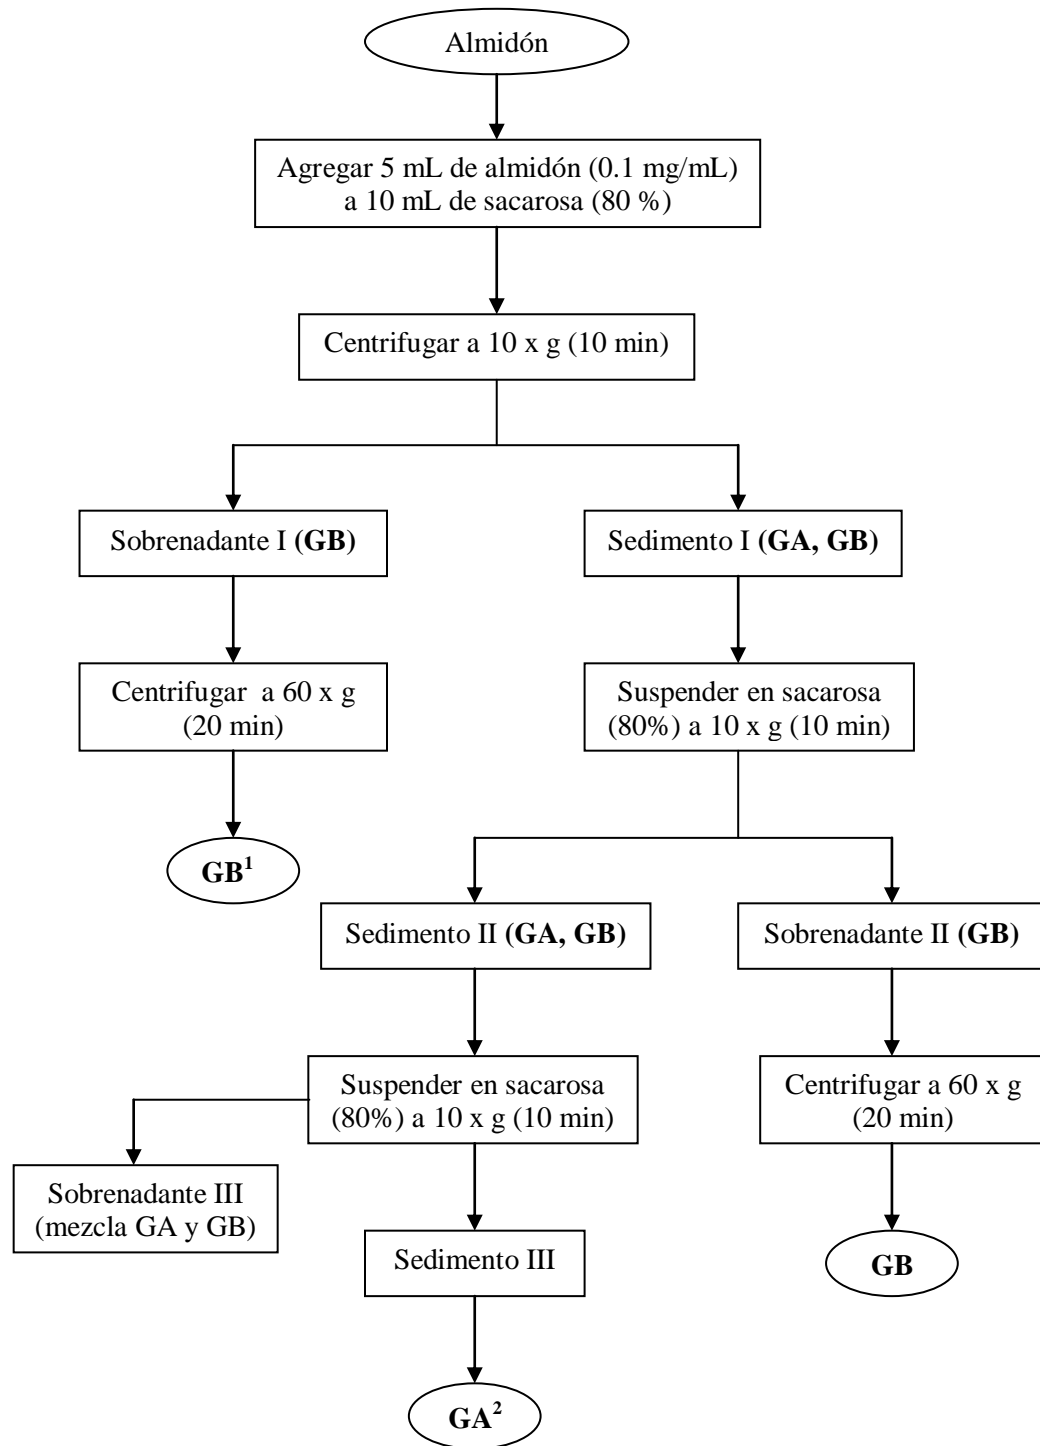 Almidón
Agregar 5 mL de almidón (0.1 mg/mL)
a 10 mL de sacarosa (80 %)
Centrifugar a 10 x g (10 min)
Sobrenadante I (GB)
Sedimento I (GA, GB)
Centrifugar a 60 x g
(20 min)
Suspender en sacarosa
(80%) a 10 x g (10 min)
GB¹
Sedimento II (GA, GB)
Sobrenadante II (GB)
Suspender en sacarosa
(80%) a 10 x g (10 min)
Centrifugar a 60 x g
(20 min)
Sobrenadante III
(mezcla GA y GB)
Sedimento III
GB
GA²